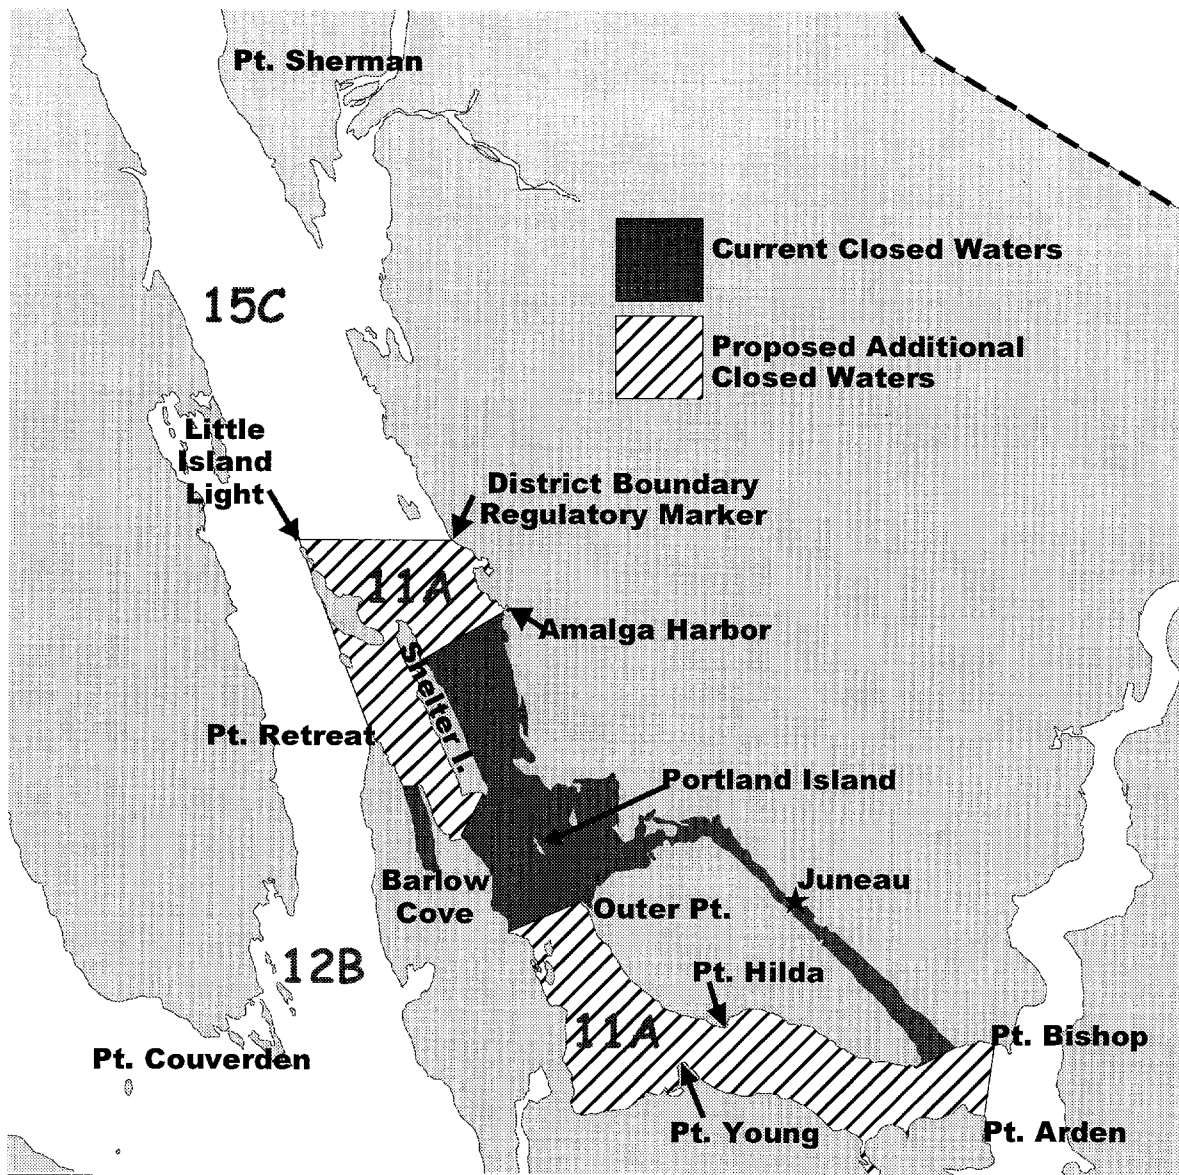 Pt. Sherman
Current Closed Waters
15C
Proposed Additional
Closed Waters
Little
Island
Light
District Boundary
Regulatory Marker
11A
Amalga Harbor
Shelter I.
Pt. Retreat
Portland Island
Barlow
Cove
Juneau
Outer Pt.
12B
Pt. Hilda
11A
Pt. Bishop
Pt. Couverden
Pt. Young
Pt. Arden